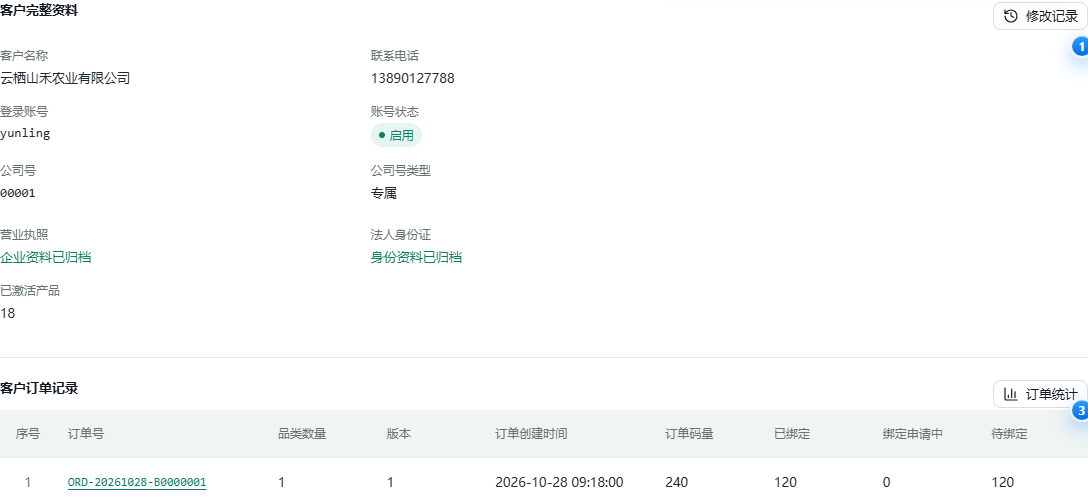 客户完整资料
修改记录
1
客户名称 联系电话
云栖山禾农业有限公司 13890127788
登录账号 账号状态
yunling 启用
公司号 公司号类型
00001 专属
营业执照 法人身份证
企业资料已归档 身份资料已归档
已激活产品
18
客户订单记录
订单统计
3
序号 订单号 品类数量 版本 订单创建时间 订单码量 已绑定 绑定申请中 待绑定
1 ORD-20261028-B0000001 1 1 2026-10-28 09:18:00 240 120 0 120